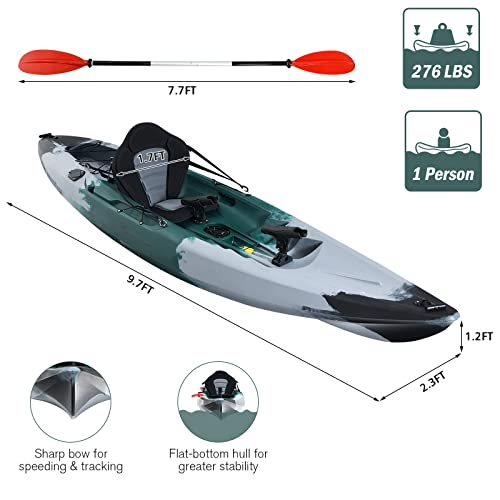 7.7FT
276 LBS
1 Person
1.7FT
9.7FT
1.2FT
2.3FT
Sharp bow for
speeding & tracking
Flat-bottom hull for
greater stability